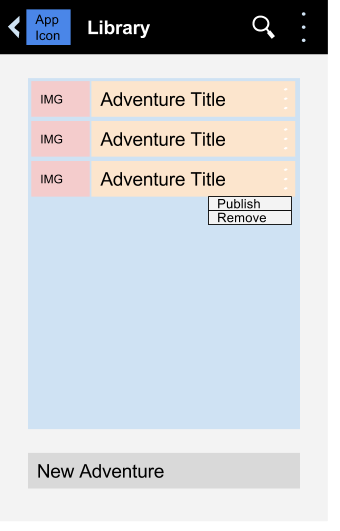 App
Icon
Library
IMG
Adventure Title
IMG
Adventure Title
IMG
Adventure Title
Publish
Remove
New Adventure